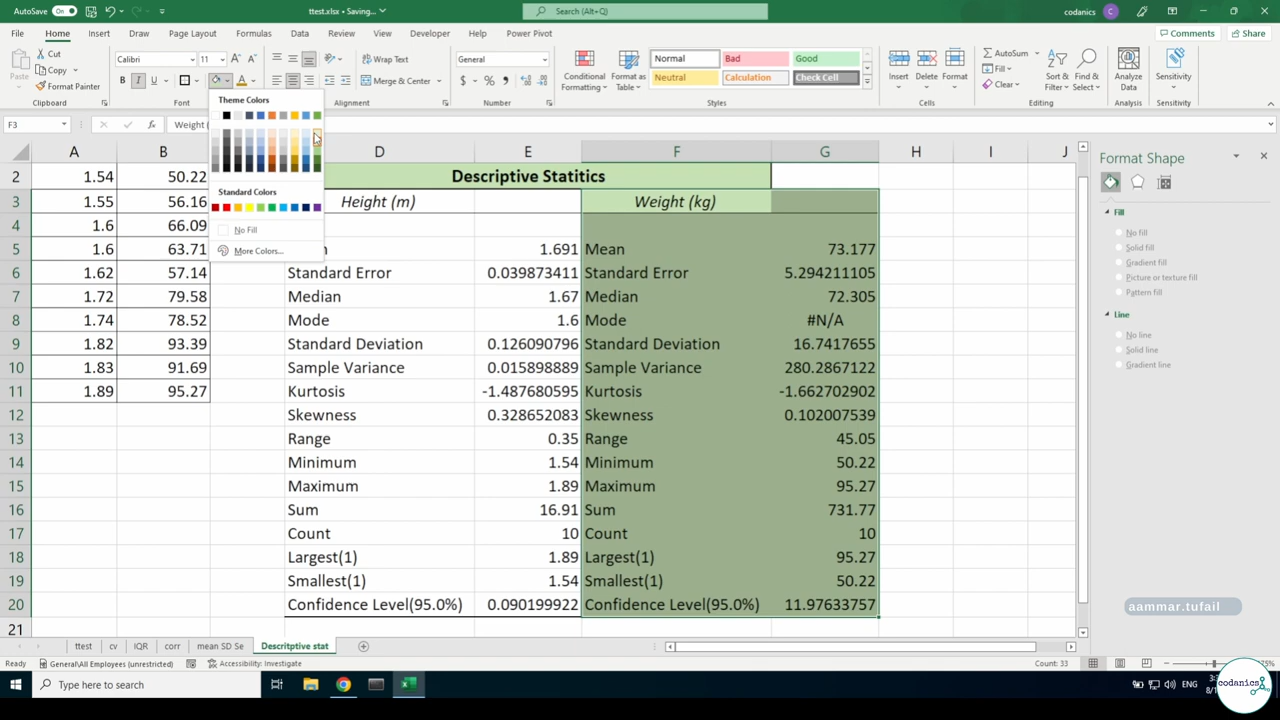 AutoSave On ttest.xlsx • Saving... Search (Alt+Q) codanics C
File Home Insert Draw Page Layout Formulas Data Review View Developer Help Power Pivot Comments Share
Paste Cut Copy Format Painter Clipboard
Calibri 11 B I U Font
Wrap Text Merge & Center Alignment
General $ % Number
Conditional Formatting Format as Table Normal Bad Good Neutral Calculation Check Cell Styles
Insert Delete Format Cells
AutoSum Fill Clear Sort & Filter Find & Select Editing
Analyze Data Analysis Sensitivity Sensitivity
F3 fx Weight (
Theme Colors
Standard Colors
No Fill
More Colors...
A B D E F G H I J
2 1.54 50.22 Descriptive Statitics
3 1.55 56.16 Height (m) Weight (kg)
4 1.6 66.09
5 1.6 63.71 1.691 Mean 73.177
6 1.62 57.14 Standard Error 0.039873411 Standard Error 5.294211105
7 1.72 79.58 Median 1.67 Median 72.305
8 1.74 78.52 Mode 1.6 Mode #N/A
9 1.82 93.39 Standard Deviation 0.126090796 Standard Deviation 16.7417655
10 1.83 91.69 Sample Variance 0.015898889 Sample Variance 280.2867122
11 1.89 95.27 Kurtosis -1.487680595 Kurtosis -1.662702902
12 Skewness 0.328652083 Skewness 0.102007539
13 Range 0.35 Range 45.05
14 Minimum 1.54 Minimum 50.22
15 Maximum 1.89 Maximum 95.27
16 Sum 16.91 Sum 731.77
17 Count 10 Count 10
18 Largest(1) 1.89 Largest(1) 95.27
19 Smallest(1) 1.54 Smallest(1) 50.22
20 Confidence Level(95.0%) 0.090199922 Confidence Level(95.0%) 11.97633757
21
Format Shape
Fill
No fill
Solid fill
Gradient fill
Picture or texture fill
Pattern fill
Line
No line
Solid line
Gradient line
aammar.tufail
ttest cv IQR corr mean SD Se Descritptive stat
Ready General\All Employees (unrestricted) Accessibility: Investigate Count: 33
Type here to search ENG
codanics